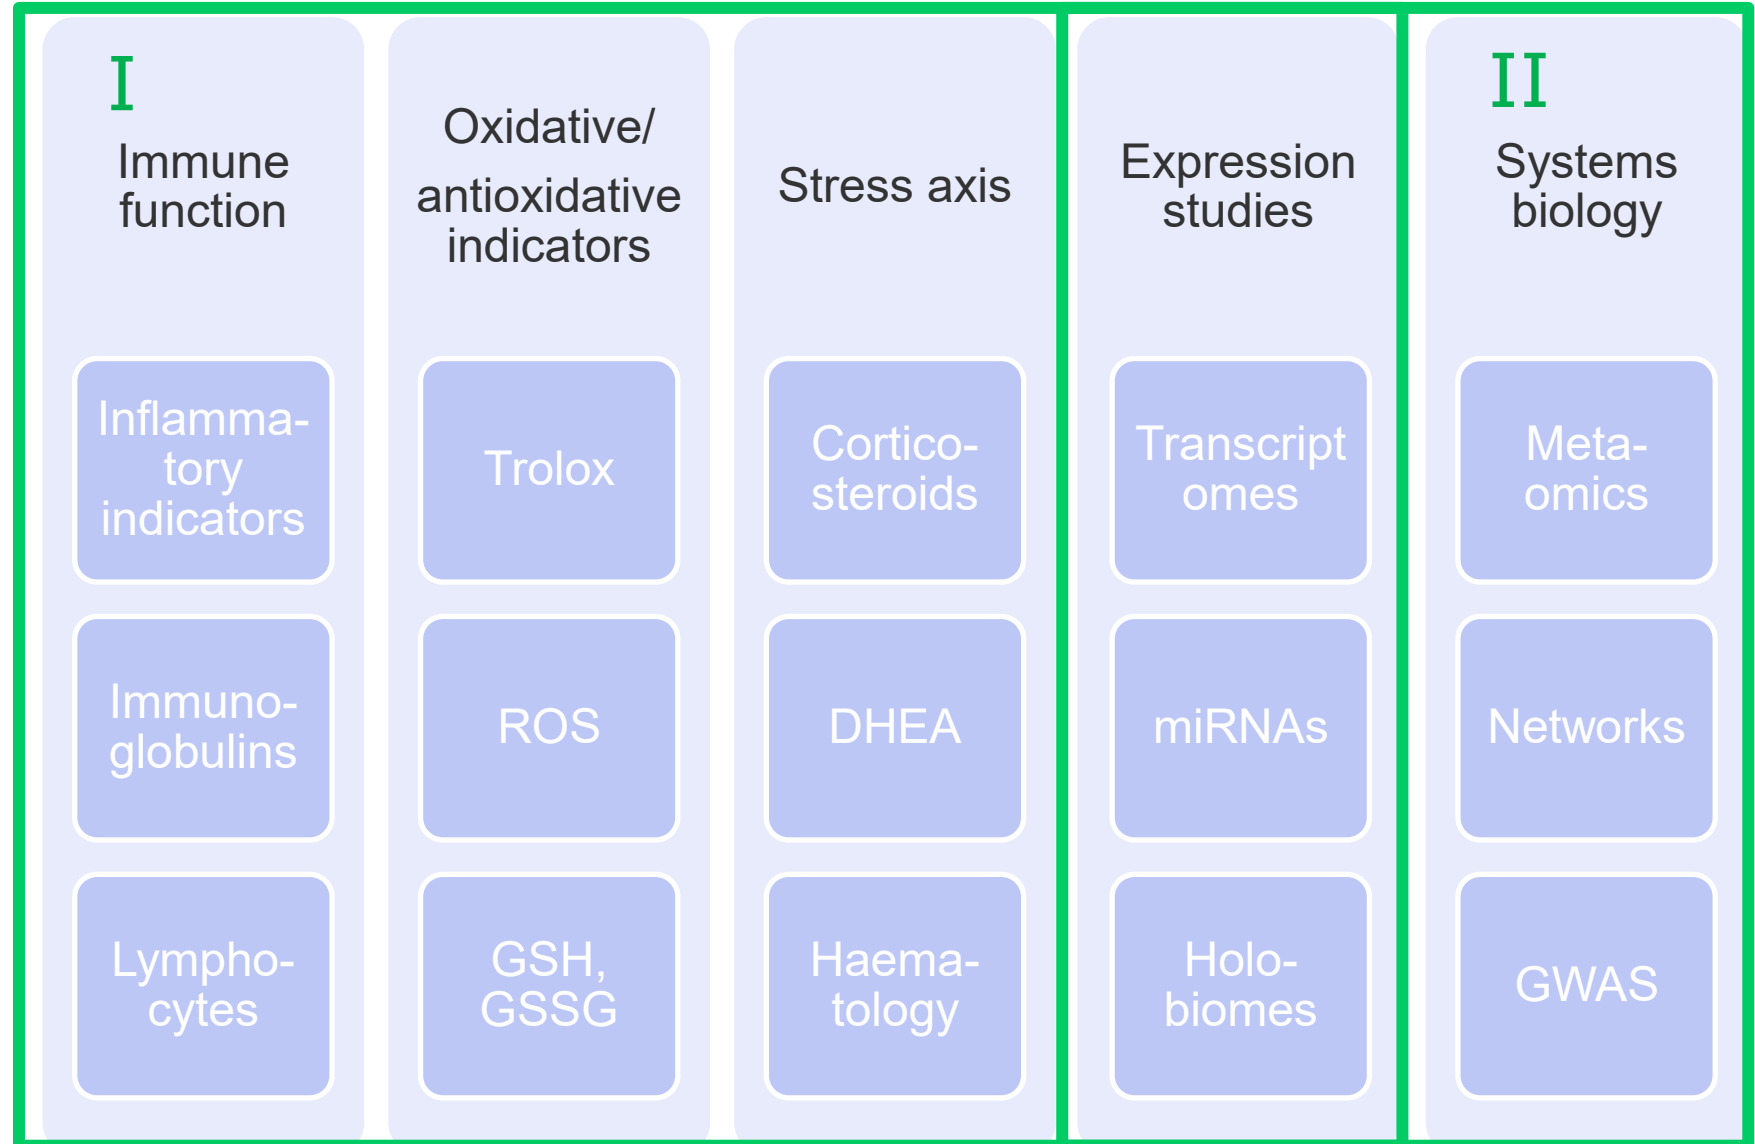 I
Immune
function
Inflamma-
tory
indicators
Immuno-
globulins
Lympho-
cytes
Oxidative/
antioxidative
indicators
Trolox
ROS
GSH,
GSSG
Stress axis
Cortico-
steroids
DHEA
Haema-
tology
Expression
studies
Transcript
omes
miRNAs
Holo-
biomes
II
Systems
biology
Meta-
omics
Networks
GWAS